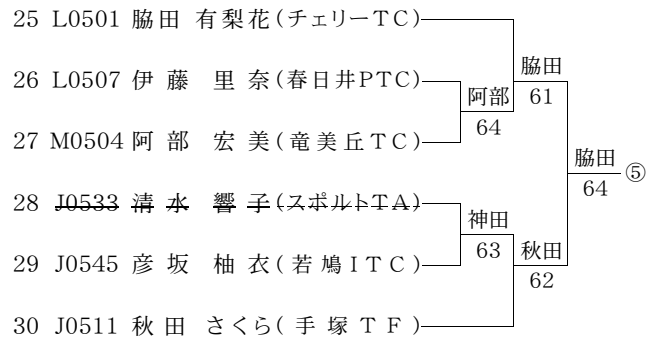 25 L0501 脇田 有梨花(チェリーTC)
脇田
26 L0507 伊藤 里奈(春日井PTC)
阿部 61
64
27 M0504 阿部 宏美(竜美丘TC)
脇田 ⑤
64
28 J0533 清水 響子(スポルトTA)
神田
63 秋田
29 J0545 彦坂 柚衣(若鳩ITC)
62
30 J0511 秋田 さくら(手塚TF)